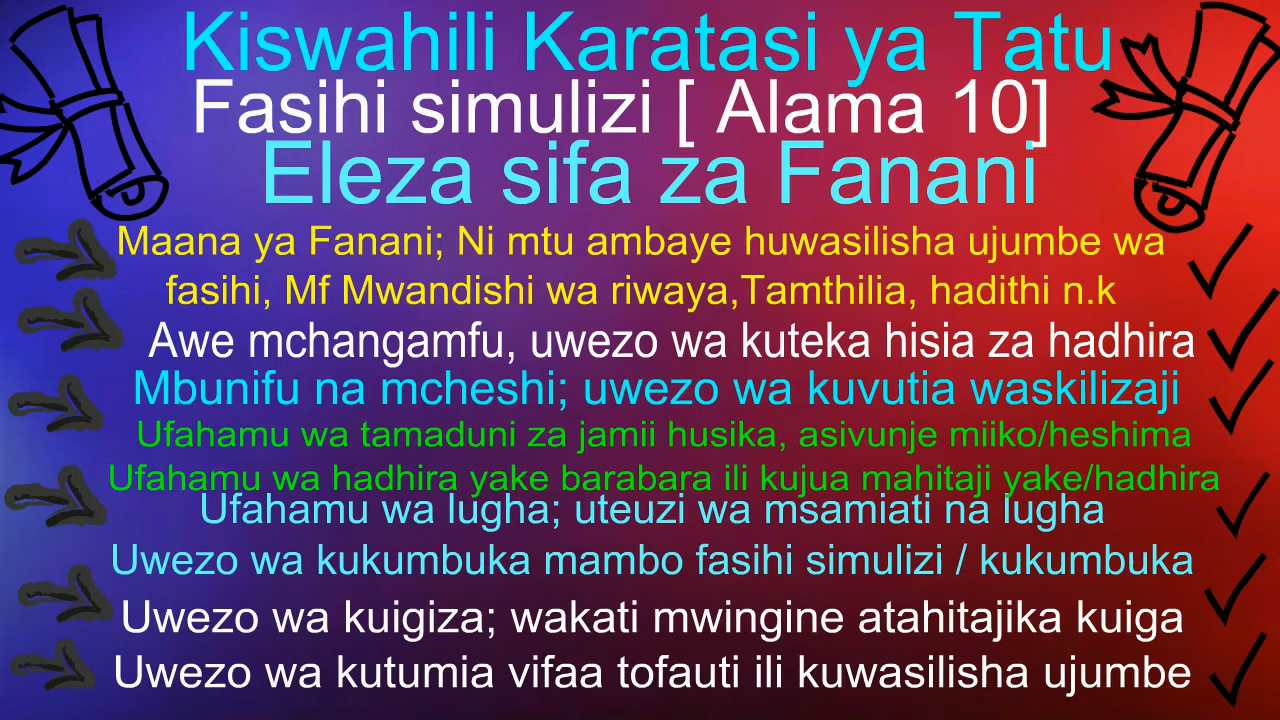 Kiswahili Karatasi ya Tatu
Fasihi simulizi [ Alama 10]
Eleza sifa za Fanani
Maana ya Fanani; Ni mtu ambaye huwasilisha ujumbe wa
fasihi, Mf Mwandishi wa riwaya,Tamthilia, hadithi n.k
Awe mchangamfu, uwezo wa kuteka hisia za hadhira
Mbunifu na mcheshi; uwezo wa kuvutia waskilizaji
Ufahamu wa tamaduni za jamii husika, asivunje miiko/heshima
Ufahamu wa hadhira yake barabara ili kujua mahitaji yake/hadhira
Ufahamu wa lugha; uteuzi wa msamiati na lugha
Uwezo wa kukumbuka mambo fasihi simulizi / kukumbuka
Uwezo wa kuigiza; wakati mwingine atahitajika kuiga
Uwezo wa kutumia vifaa tofauti ili kuwasilisha ujumbe